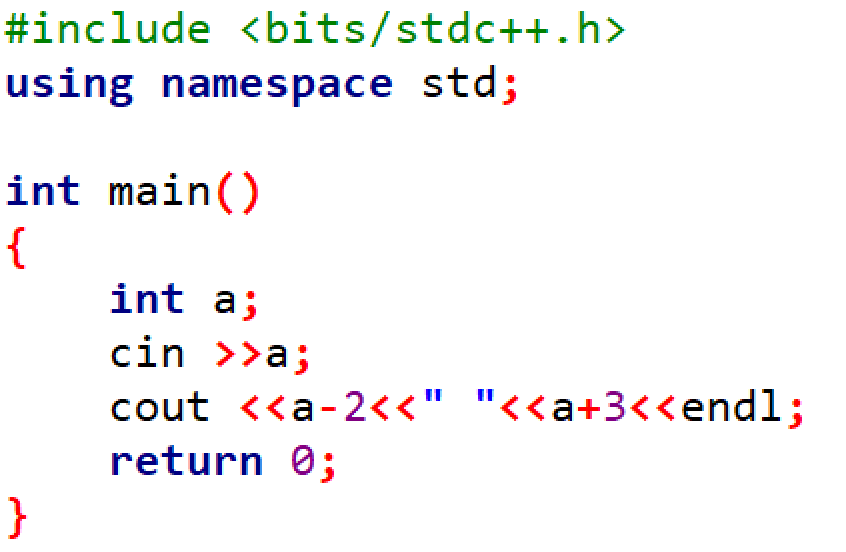 #include <bits/stdc++.h>
using namespace std;

int main()
{
    int a;
    cin >>a;
    cout <<a-2<<" "<<a+3<<endl;
    return 0;
}